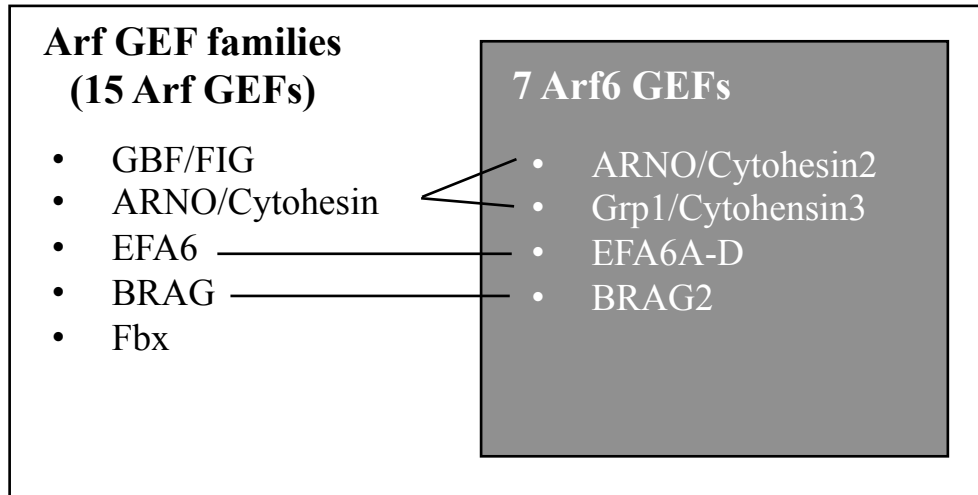 Arf GEF families
(15 Arf GEFs)
• GBF/FIG
• ARNO/Cytohesin
• EFA6
• BRAG
• Fbx
7 Arf6 GEFs
• ARNO/Cytohesin2
• Grp1/Cytohensin3
• EFA6A-D
• BRAG2